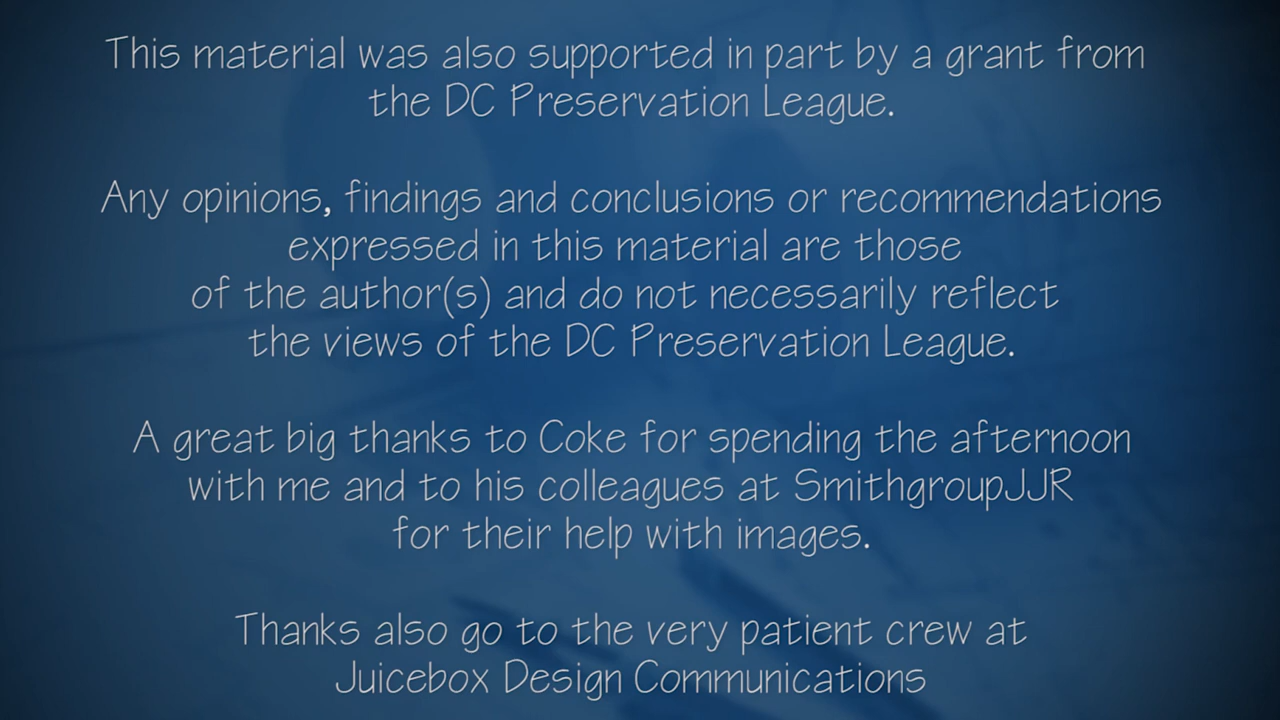 This material was also supported in part by a grant from
the DC Preservation League.
Any opinions, findings and conclusions or recommendations
expressed in this material are those
of the author(s) and do not necessarily reflect
the views of the DC Preservation League.
A great big thanks to Coke for spending the afternoon
with me and to his colleagues at SmithgroupJJR
for their help with images.
Thanks also go to the very patient crew at
Juicebox Design Communications